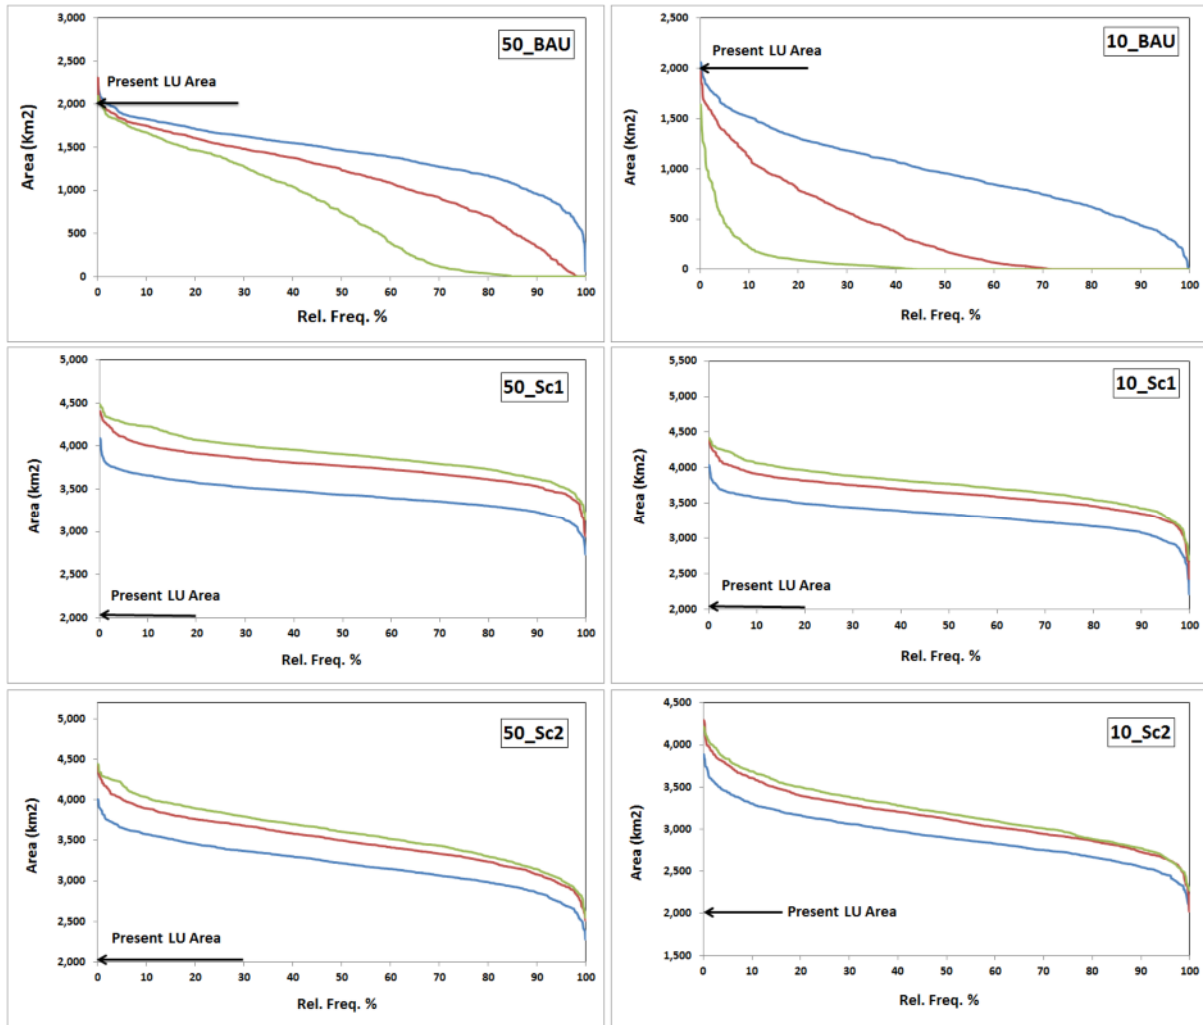 50_BAU
Present LU Area
Area (Km2)
3,000
2,500
2,000
1,500
1,000
500
0
0 10 20 30 40 50 60 70 80 90 100
Rel. Freq. %
10_BAU
Present LU Area
Area (Km2)
2,500
2,000
1,500
1,000
500
0
0 10 20 30 40 50 60 70 80 90 100
Rel. Freq. %
50_Sc1
Present LU Area
Area (km2)
5,000
4,500
4,000
3,500
3,000
2,500
2,000
0 10 20 30 40 50 60 70 80 90 100
Rel. Freq. %
10_Sc1
Present LU Area
Area (km2)
5,500
5,000
4,500
4,000
3,500
3,000
2,500
2,000
0 10 20 30 40 50 60 70 80 90 100
Rel. Freq. %
50_Sc2
Present LU Area
Area (km2)
5,000
4,500
4,000
3,500
3,000
2,500
2,000
0 10 20 30 40 50 60 70 80 90 100
Rel. Freq. %
10_Sc2
Present LU Area
Area (km2)
4,500
4,000
3,500
3,000
2,500
2,000
1,500
0 10 20 30 40 50 60 70 80 90 100
Rel. Freq. %